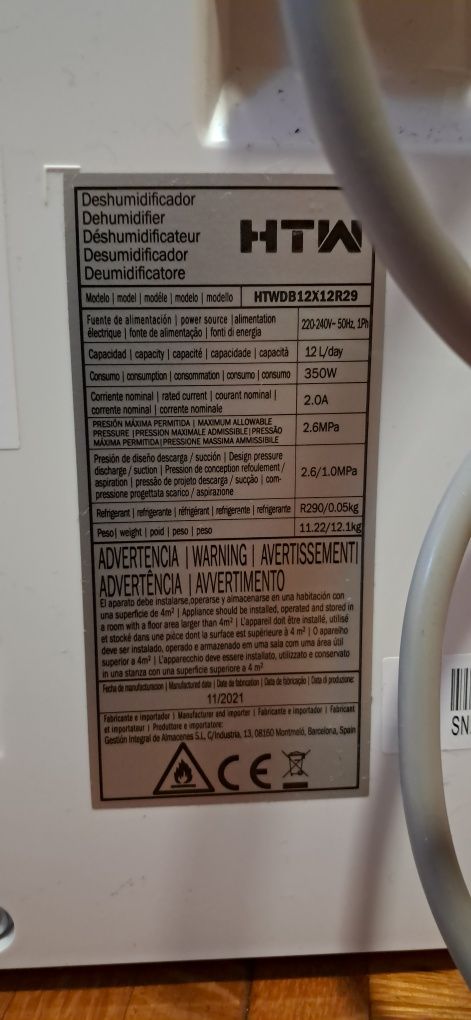 Deshumidificador
Dehumidifier
Déshumidificateur
Desumidificador
Deumidificatore
HTW
Modelo | model | modèle | modelo | modello HTWDB12X12R29
Fuente de alimentación | power source | alimentation
électrique | fonte de alimentação | fonti di energia
220-240V~ 50Hz, 1Ph
Capacidad | capacity | capacité | capacidade | capacità 12 L/day
Consumo | consumption | consommation | consumo | consumo 350W
Corriente nominal | rated current | courant nominal |
corrente nominale | corrente nominale
2.0A
PRESIÓN MÁXIMA PERMITIDA | MAXIMUM ALLOWABLE
PRESSURE | PRESSION MAXIMALE ADMISSIBLE | PRESSÃO
MÁXIMA PERMITIDA | PRESSIONE MASSIMA AMMISSIBILE
2.6MPa
Presión de diseño descarga / succión | Design pressure
discharge / suction | Pression de conception refoulement /
aspiration | pressão de projeto descarga / sucção | com-
pressione progettata scarico / aspirazione
2.6/1.0MPa
Refrigerant | refrigerant | réfrigérant | refrigerante | refrigerante R290/0.05kg
Peso| weight | poid | peso | peso 11.22/12.1kg
ADVERTENCIA | WARNING | AVERTISSEMENT|
ADVERTÊNCIA | AVVERTIMENTO
El aparato debe instalarse,operarse y almacenarse en una habitación con
una superficie de 4m² | Appliance should be installed, operated and stored in
a room with a floor area larger than 4m² | L'appareil doit être installé, utilisé
et stocké dans une pièce dont la surface est supérieure à 4 m² | O aparelho
deve ser instalado, operado e armazenado em uma sala com uma área útil
superior a 4m² | L'apparecchio deve essere installato, utilizzato e conservato
in una stanza con una superficie superiore a 4 m²
Fecha de manufacturacion | Manufactured date | Date de fabrication | Data de fabricação | Data di produzione:
11/2021
Fabricante e importador | Manufacturer and importer | Fabricante e importador | Fabricant
et importateur | Produttore e importatore:
Gestión Integral de Almacenes S.L, C/Industria, 13, 08160 Montmeló, Barcelona, Spain
CE
SN